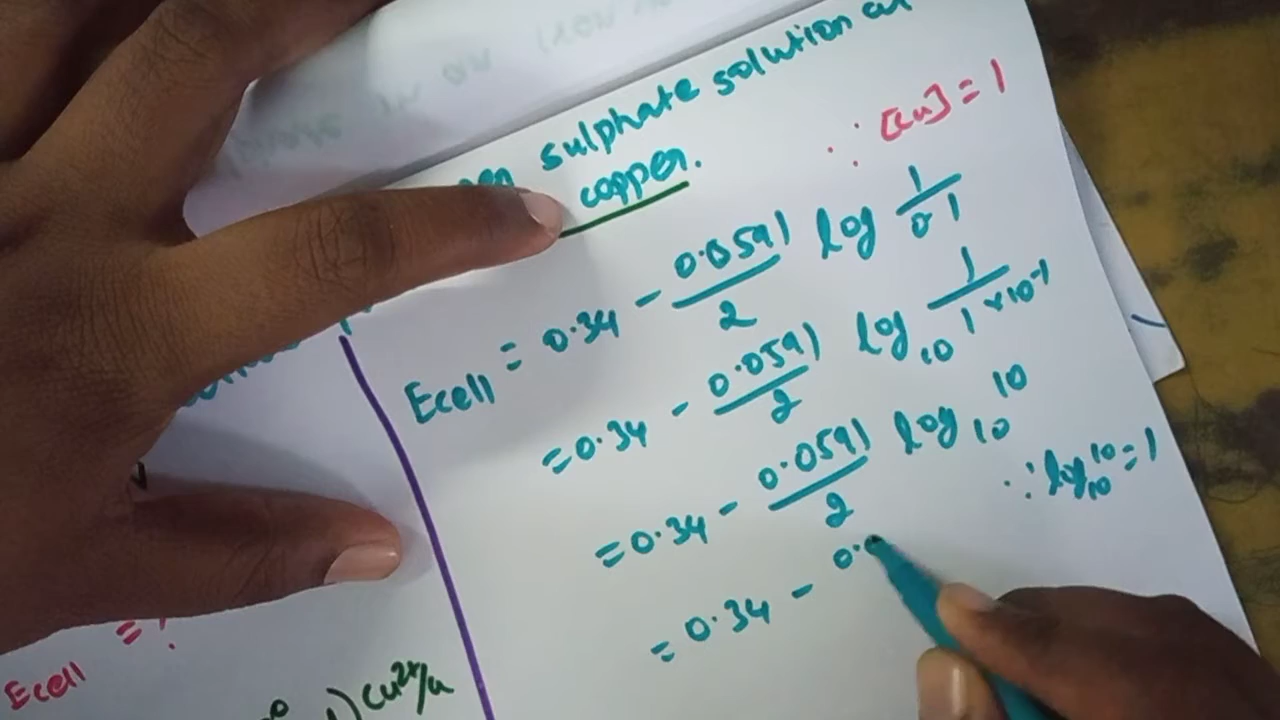 sulphate solution
copper.
∵ [Cu] = 1
Ecell = 0.34 - 0.0591/2 log 1/0.1
= 0.34 - 0.0591/2 log₁₀ 1/1×10⁻¹
= 0.34 - 0.0591/2 log₁₀ 10
∵ log₁₀ 10 = 1
= 0.34 - 0.0
Ecell = ?
Cu²⁺/Cu